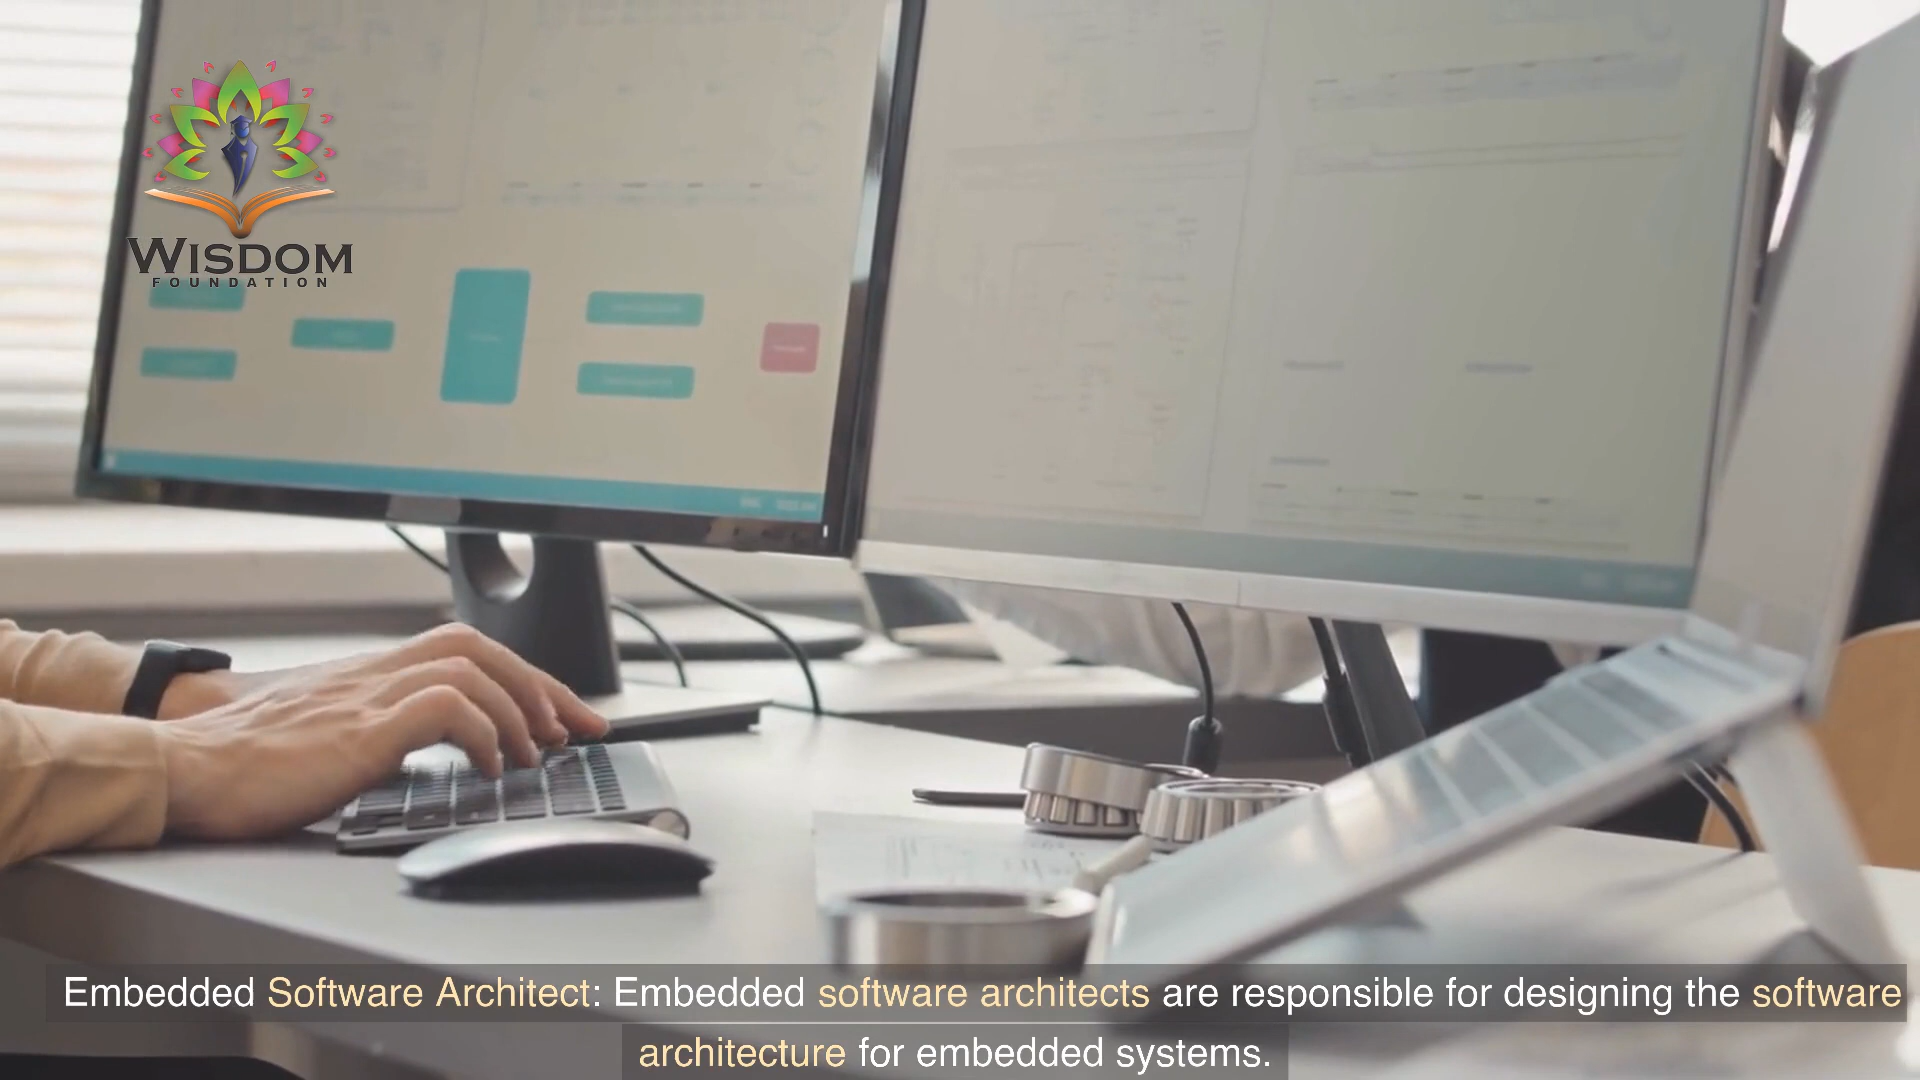 WISDOM
FOUNDATION
Embedded Software Architect: Embedded software architects are responsible for designing the software
architecture for embedded systems.